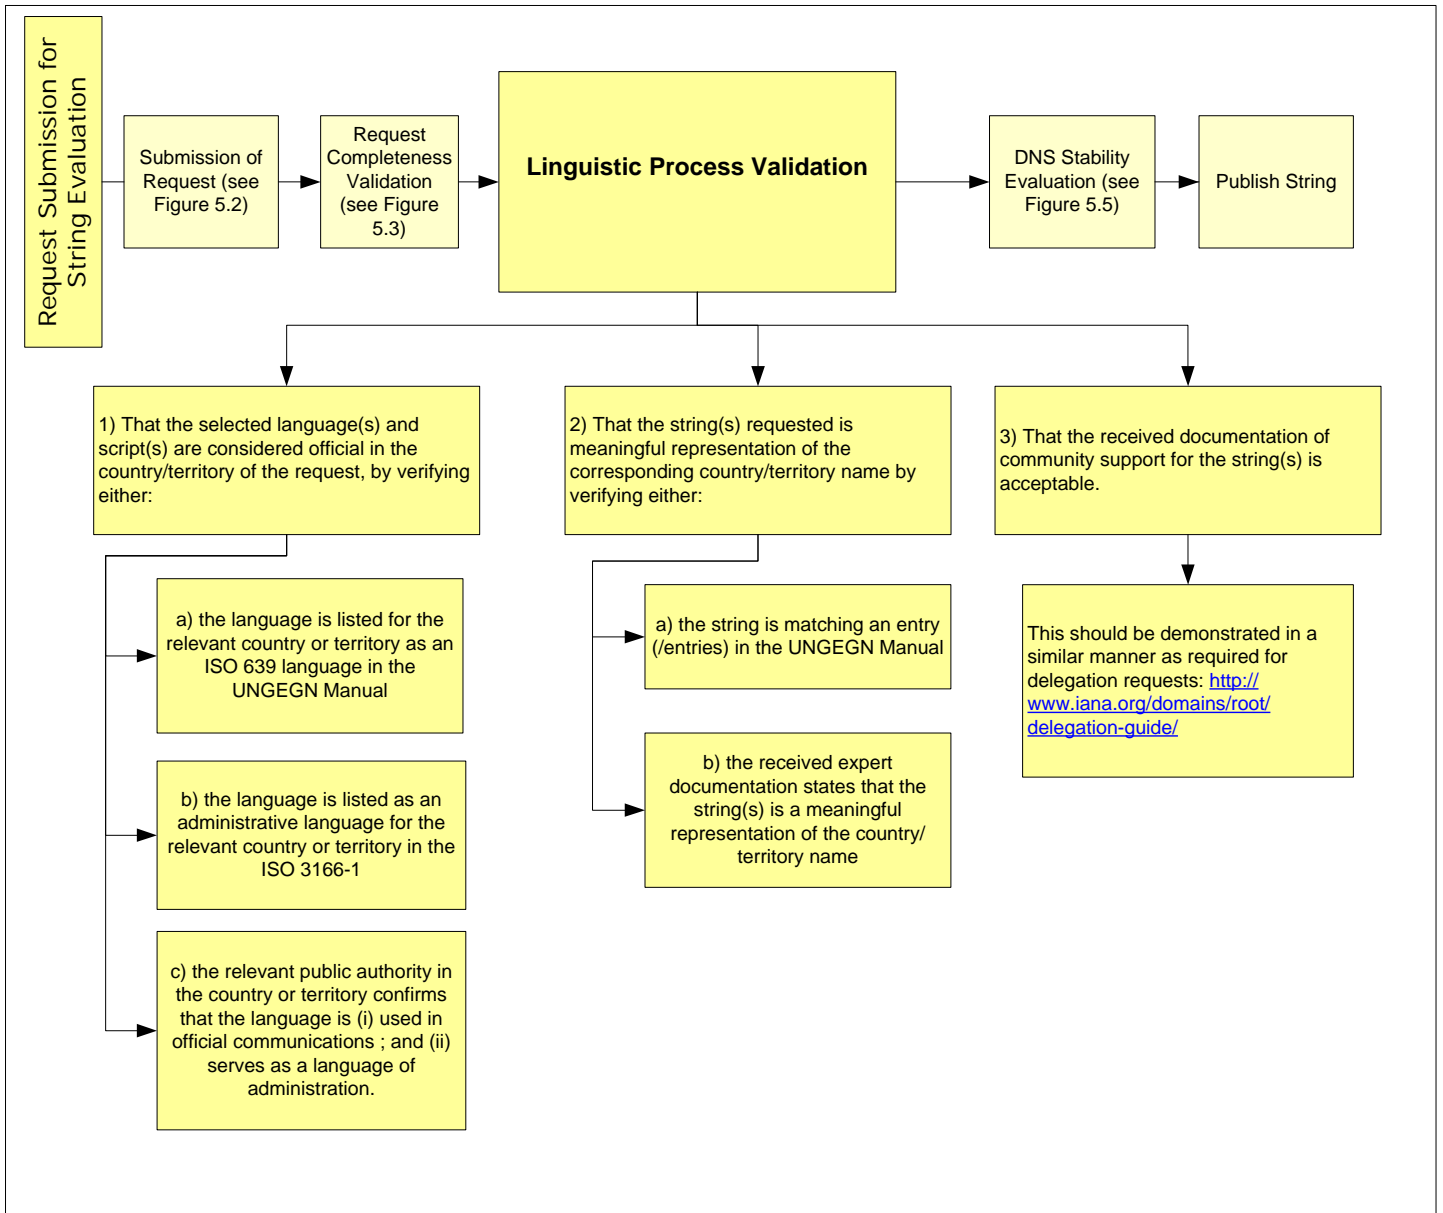 Request Submission for
String Evaluation
Submission of
Request (see
Figure 5.2)
Request
Completeness
Validation
(see Figure
5.3)
Linguistic Process Validation
DNS Stability
Evaluation (see
Figure 5.5)
Publish String
1) That the selected language(s) and
script(s) are considered official in the
country/territory of the request, by verifying
either:
a) the language is listed for the
relevant country or territory as an
ISO 639 language in the
UNGEGN Manual
b) the language is listed as an
administrative language for the
relevant country or territory in the
ISO 3166-1
c) the relevant public authority in
the country or territory confirms
that the language is (i) used in
official communications ; and (ii)
serves as a language of
administration.
2) That the string(s) requested is
meaningful representation of the
corresponding country/territory name by
verifying either:
a) the string is matching an entry
(/entries) in the UNGEGN Manual
b) the received expert
documentation states that the
string(s) is a meaningful
representation of the country/
territory name
3) That the received documentation of
community support for the string(s) is
acceptable.
This should be demonstrated in a
similar manner as required for
delegation requests: http://
www.iana.org/domains/root/
delegation-guide/